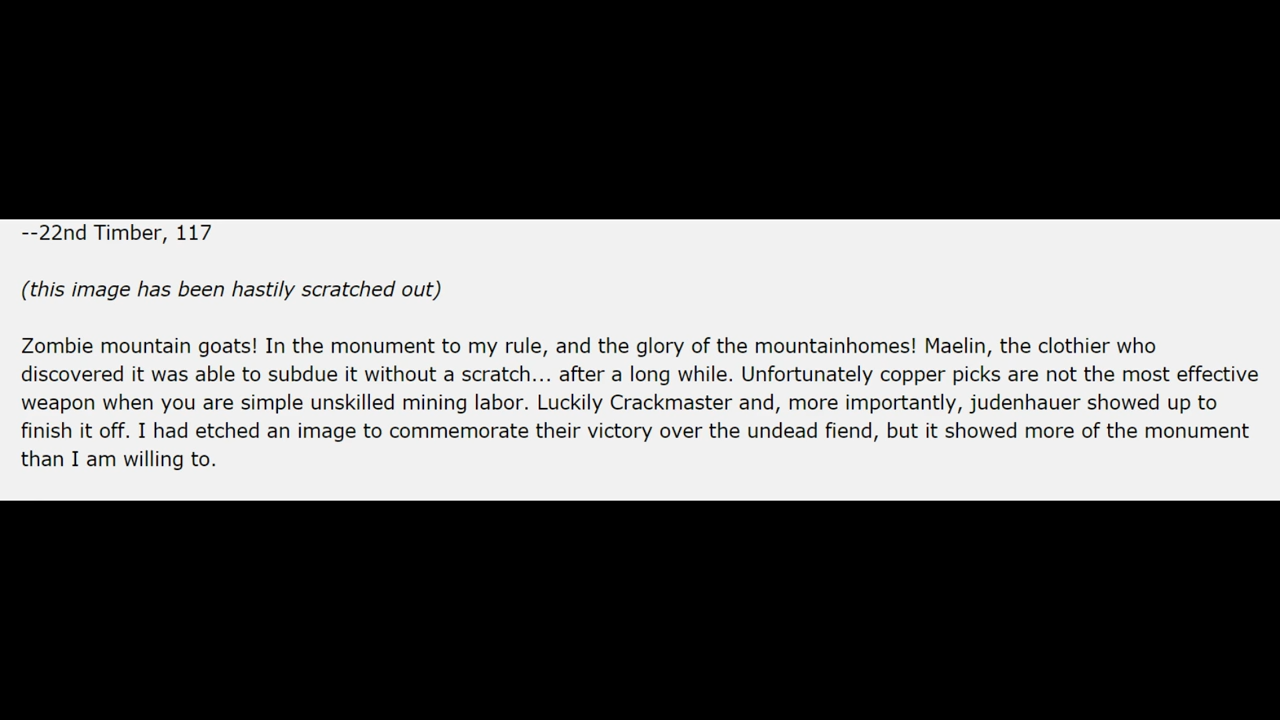 --22nd Timber, 117
(this image has been hastily scratched out)
Zombie mountain goats! In the monument to my rule, and the glory of the mountainhomes! Maelin, the clothier who
discovered it was able to subdue it without a scratch... after a long while. Unfortunately copper picks are not the most effective
weapon when you are simple unskilled mining labor. Luckily Crackmaster and, more importantly, judenhauer showed up to
finish it off. I had etched an image to commemorate their victory over the undead fiend, but it showed more of the monument
than I am willing to.